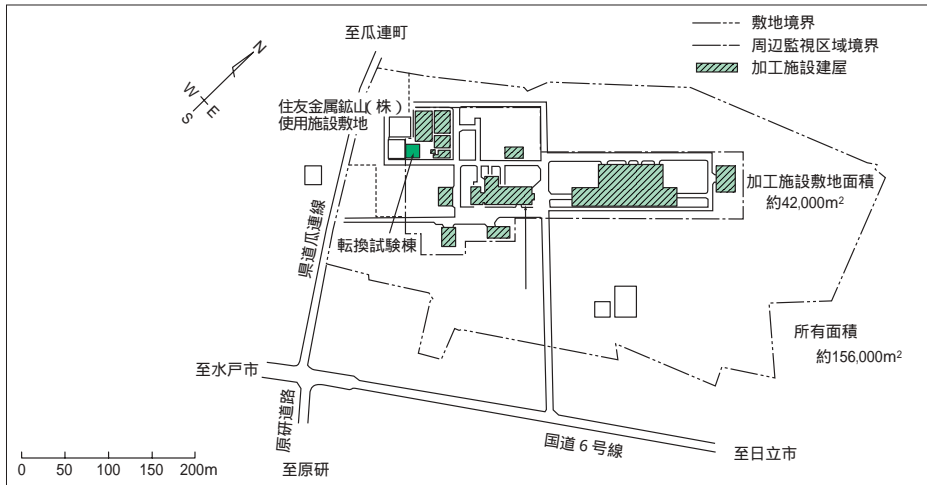 至瓜連町
敷地境界
周辺監視区域境界
加工施設建屋
N
W
E
S
住友金属鉱山（株）
使用施設敷地
加工施設敷地面積
約42,000m²
転換試験棟
県道瓜連線
所有面積
約156,000m²
至水戸市
原研道路
国道6号線
至日立市
至原研
0 50 100 150 200m